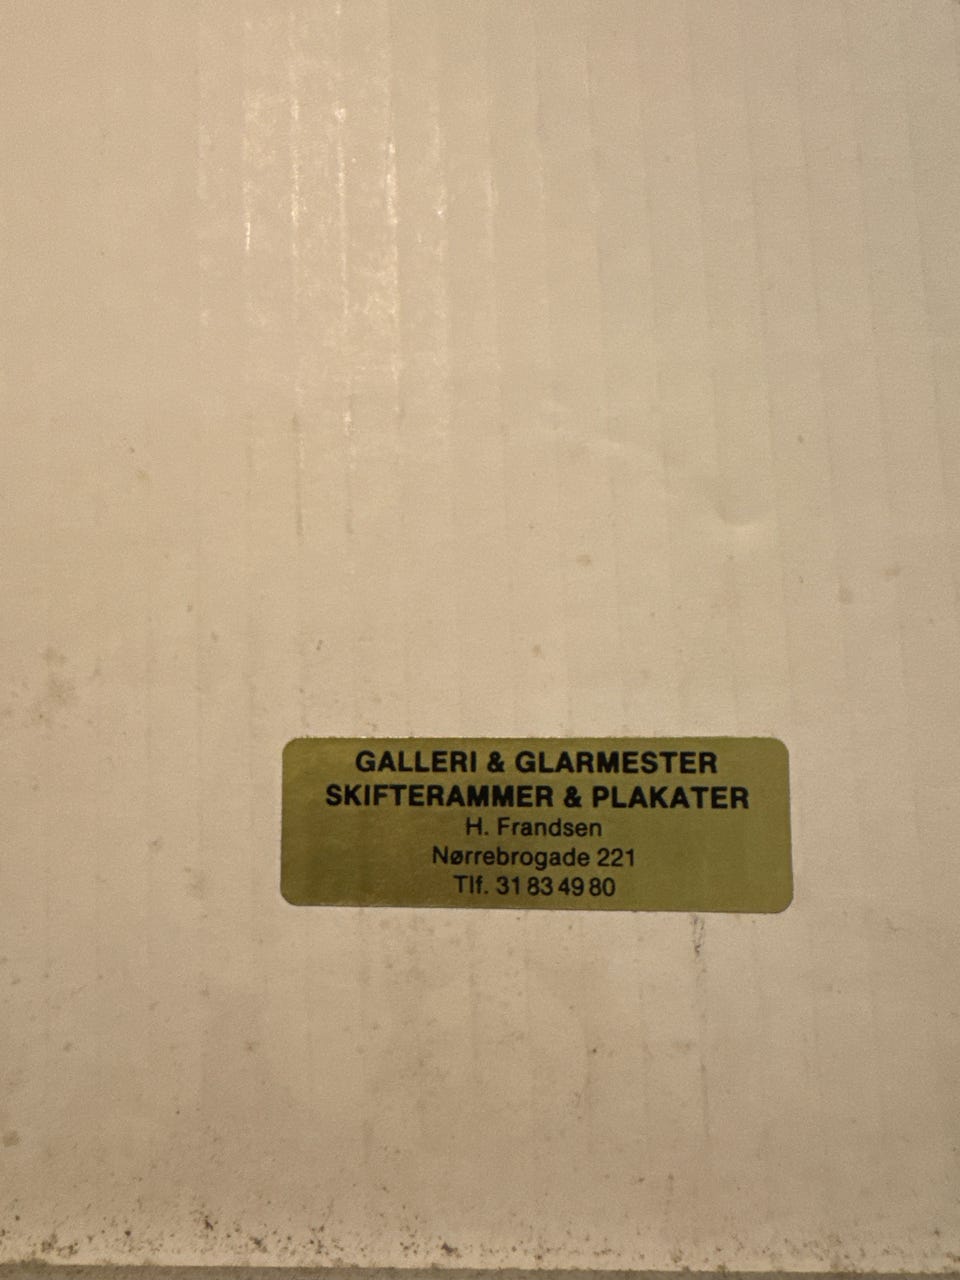 GALLERI & GLARMESTER
SKIFTERAMMER & PLAKATER
H. Frandsen
Nørrebrogade 221
Tlf. 31 83 49 80